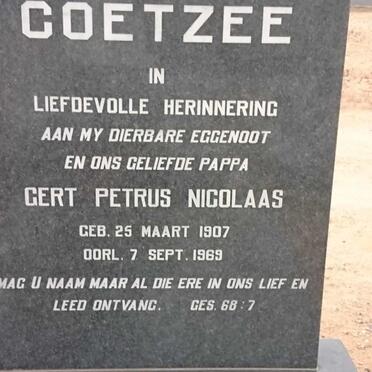 COETZEE
IN
LIEFDEVOLLE HERINNERING
AAN MY DIERBARE EGGENOOT
EN ONS GELIEFDE PAPPA
GERT PETRUS NICOLAAS
GEB. 25 MAART 1907
OORL. 7 SEPT. 1969
MAG U NAAM MAAR AL DIE ERE IN ONS LIEF EN
LEED ONTVANG. GES. 68:7